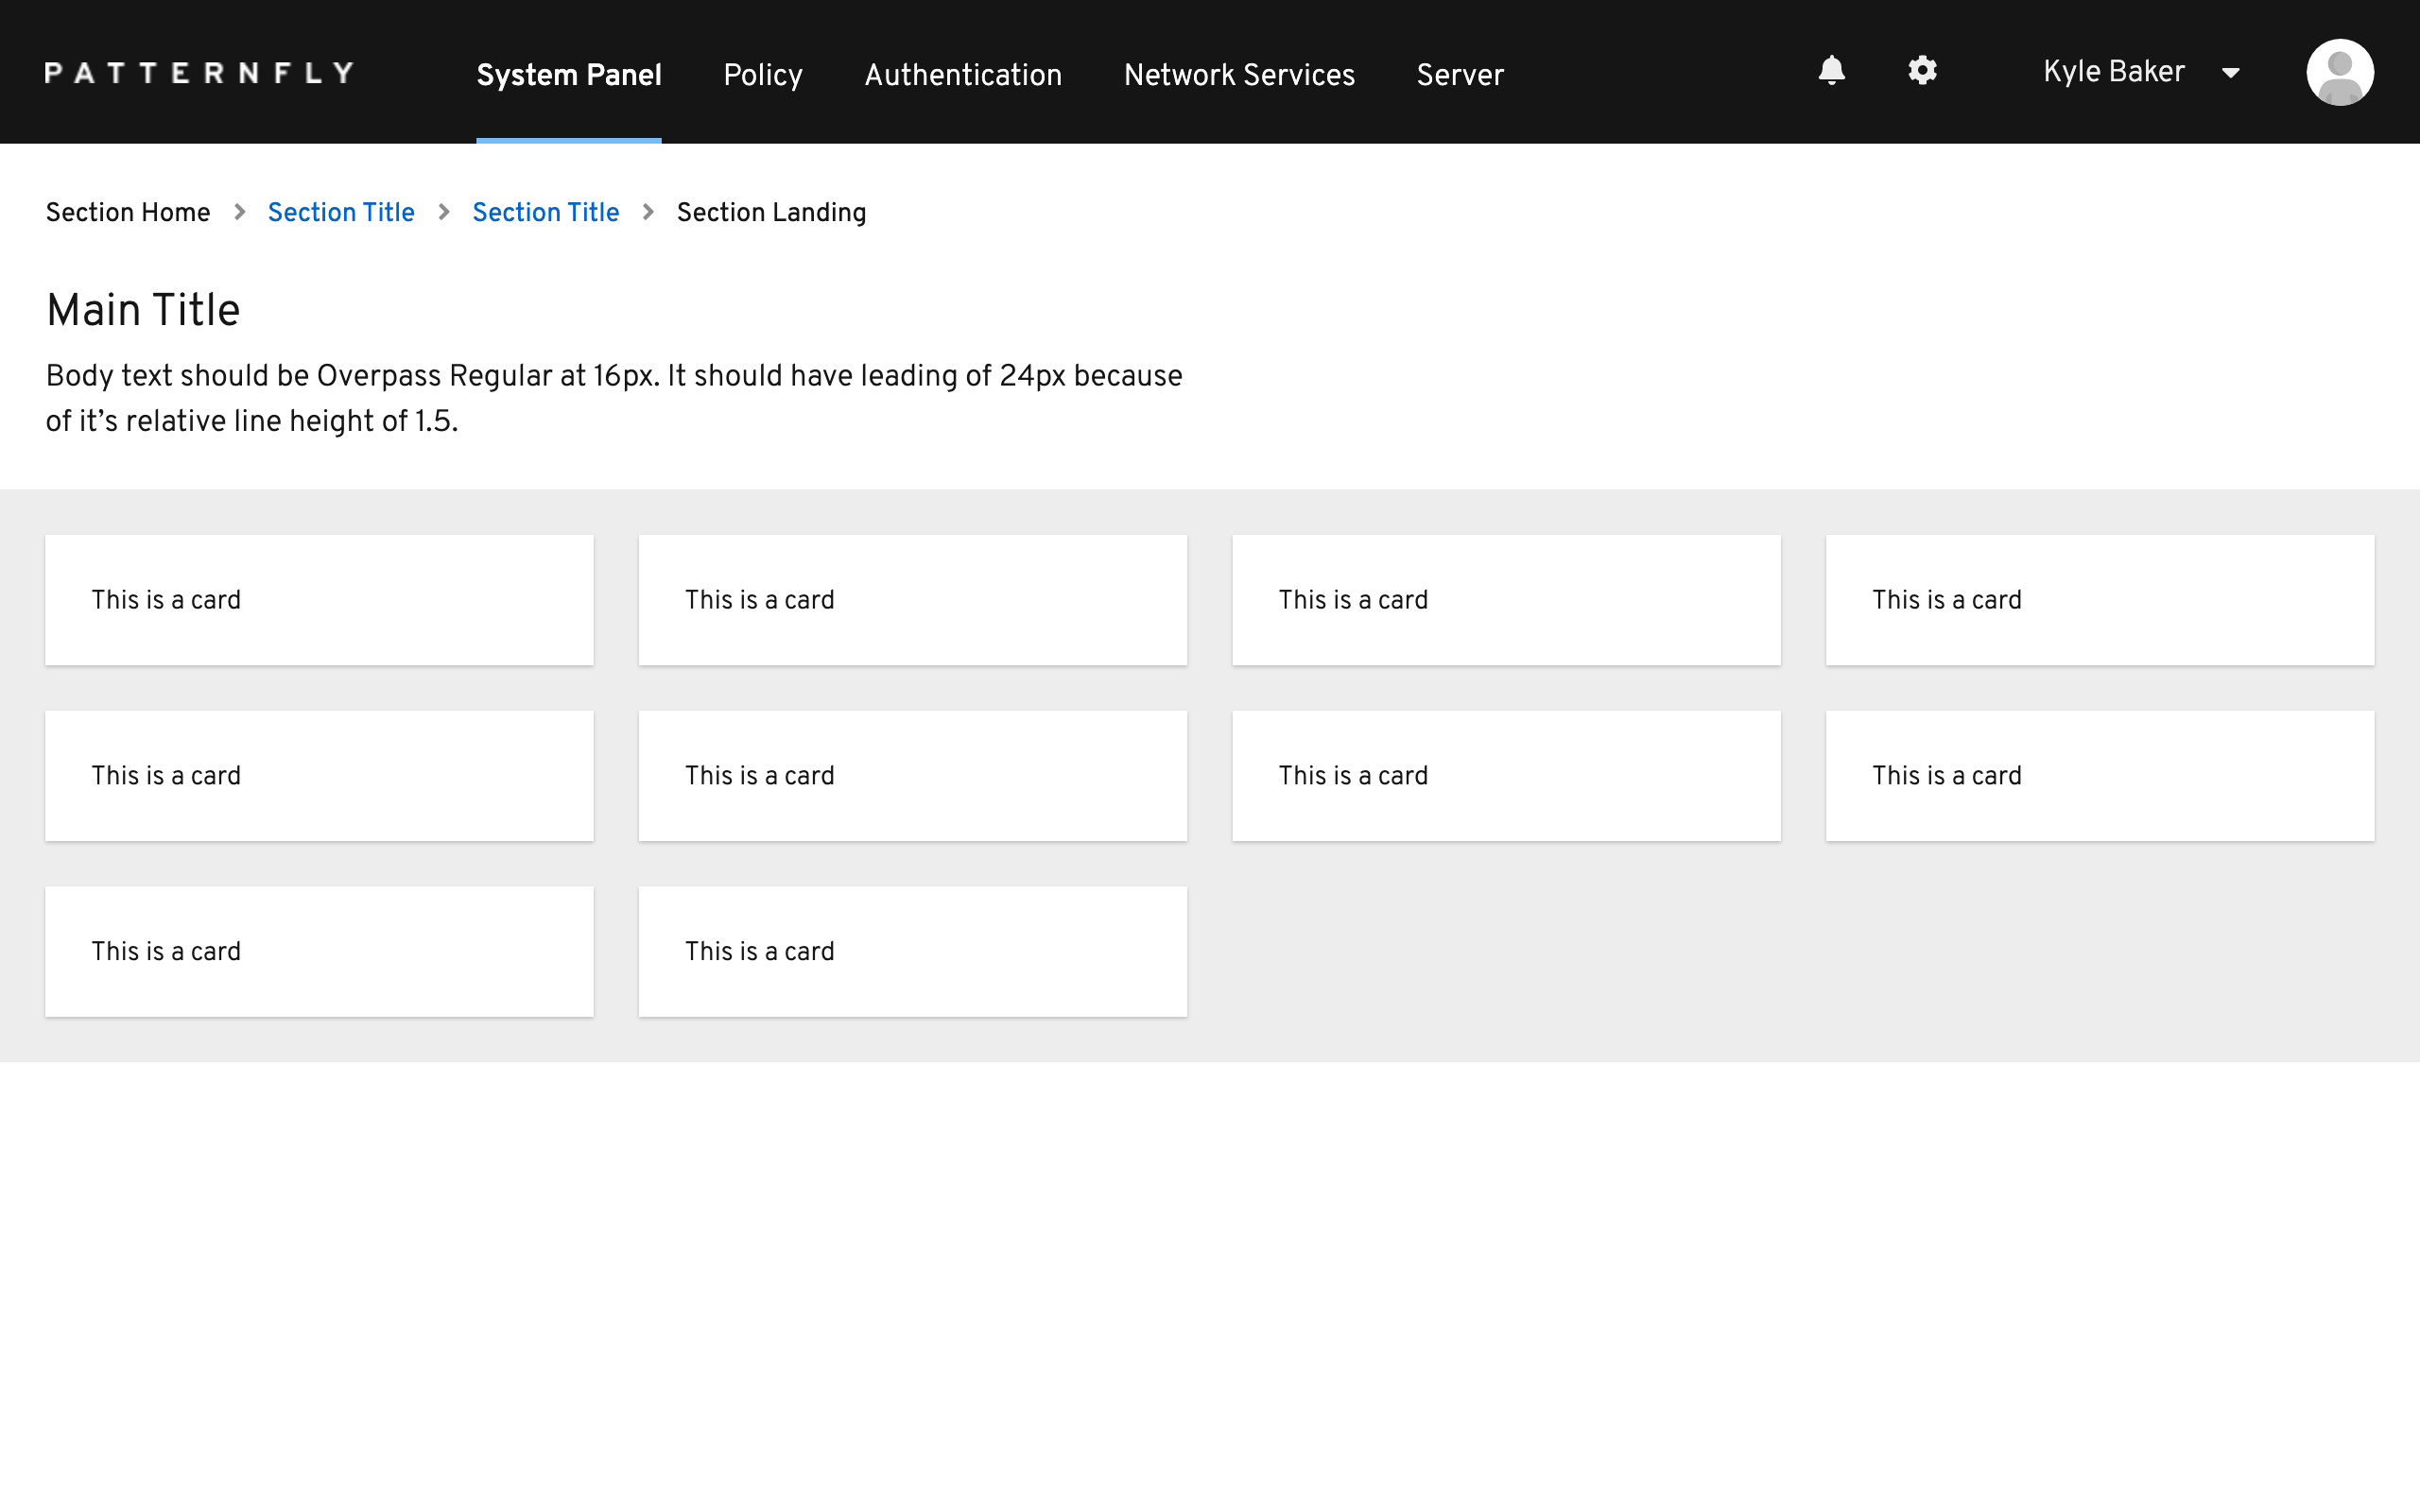 PATTERNFLY System Panel Policy Authentication Network Services Server Kyle Baker
Section Home Section Title Section Title Section Landing
Main Title
Body text should be Overpass Regular at 16px. It should have leading of 24px because
of it’s relative line height of 1.5.
This is a card This is a card This is a card This is a card
This is a card This is a card This is a card This is a card
This is a card This is a card